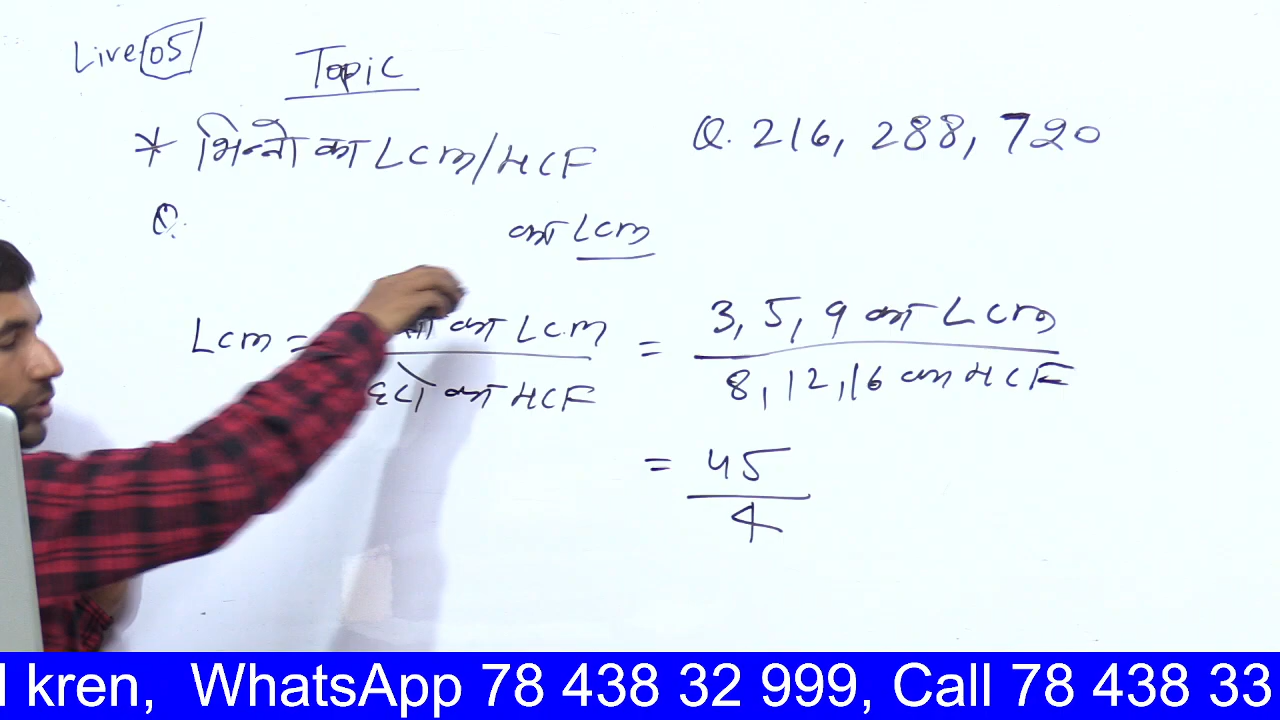 Live 05
Topic
* भिन्नो का LCM/HCF
Q. 216, 288, 720
Q.
का LCM
LCM = का LCM = 3, 5, 9 का LCM
का HCF 8, 12, 16 का HCF
= 45
4
kren, WhatsApp 78 438 32 999, Call 78 438 33